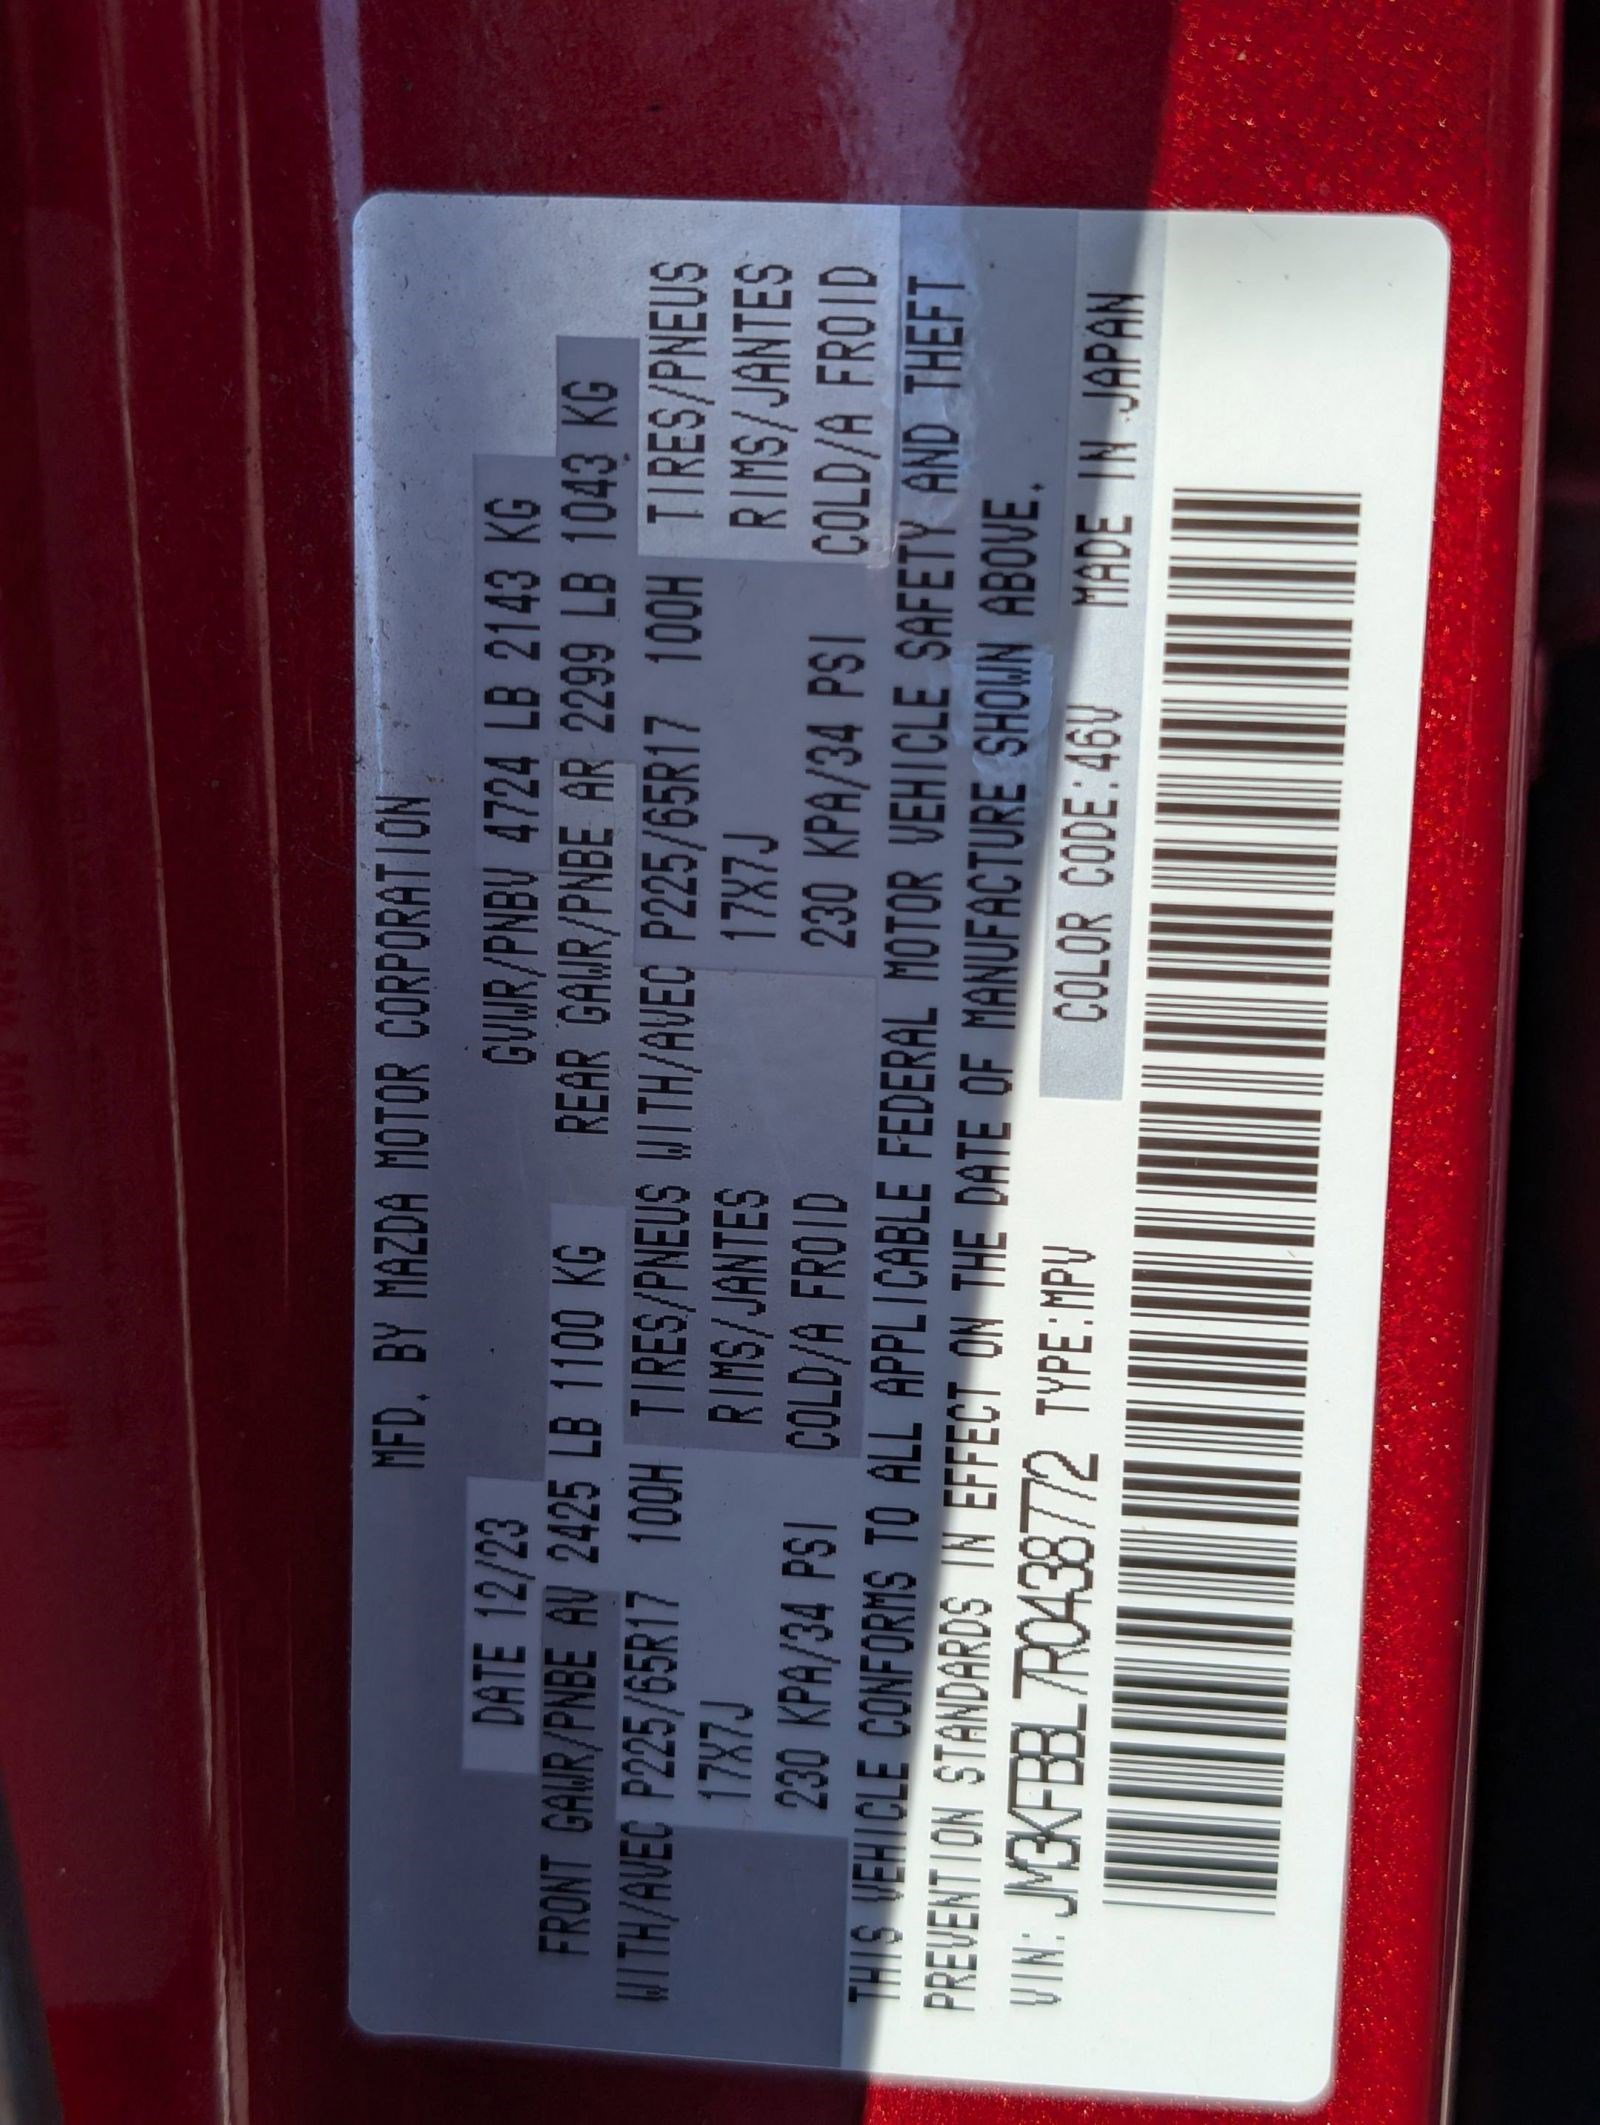 MFD. BY MAZDA MOTOR CORPORATION
DATE 12/23 GVWR/PNBV 4724 LB 2143 KG
FRONT GAWR/PNBE AV 2425 LB 1100 KG REAR GAWR/PNBE AR 2299 LB 1043 KG
WITH/AVEC P225/65R17 100H TIRES/PNEUS WITH/AVEC P225/65R17 100H TIRES/PNEUS
17X7J RIMS/JANTES 17X7J RIMS/JANTES
230 KPA/34 PSI COLD/A FROID 230 KPA/34 PSI COLD/A FROID
THIS VEHICLE CONFORMS TO ALL APPLICABLE FEDERAL MOTOR VEHICLE SAFETY AND THEFT
PREVENTION STANDARDS IN EFFECT ON THE DATE OF MANUFACTURE SHOWN ABOVE.
VIN: JM3KFBBL7R0438772 TYPE:MPV COLOR CODE:46V MADE IN JAPAN